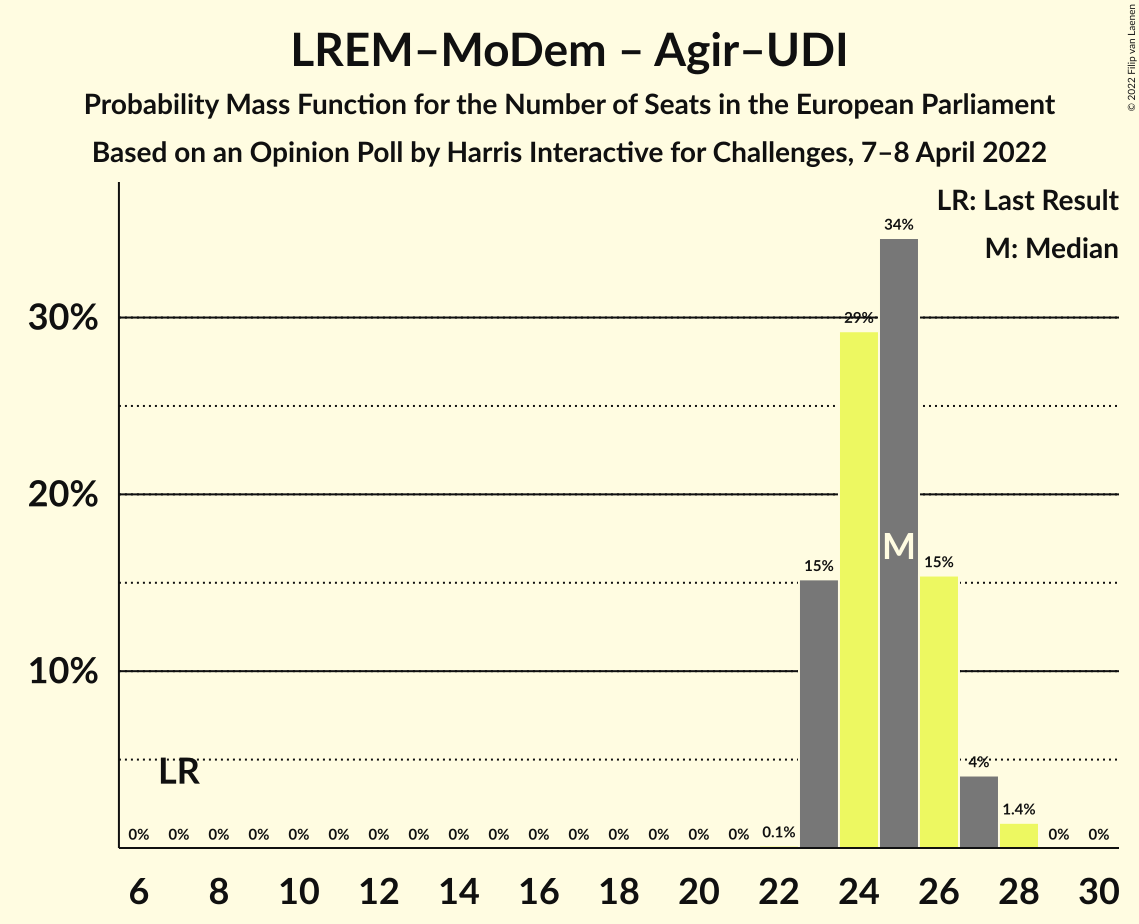 LREM–MoDem – Agir–UDI
Probability Mass Function for the Number of Seats in the European Parliament
Based on an Opinion Poll by Harris Interactive for Challenges, 7–8 April 2022
© 2022 Filip van Laenen
LR: Last Result
M: Median
34%
30%
29%
20%
M
15%
15%
10%
LR
4%
1.4%
0% 0% 0% 0% 0% 0% 0% 0% 0% 0% 0% 0% 0% 0% 0% 0% 0.1% 0% 0%
6 8 10 12 14 16 18 20 22 24 26 28 30